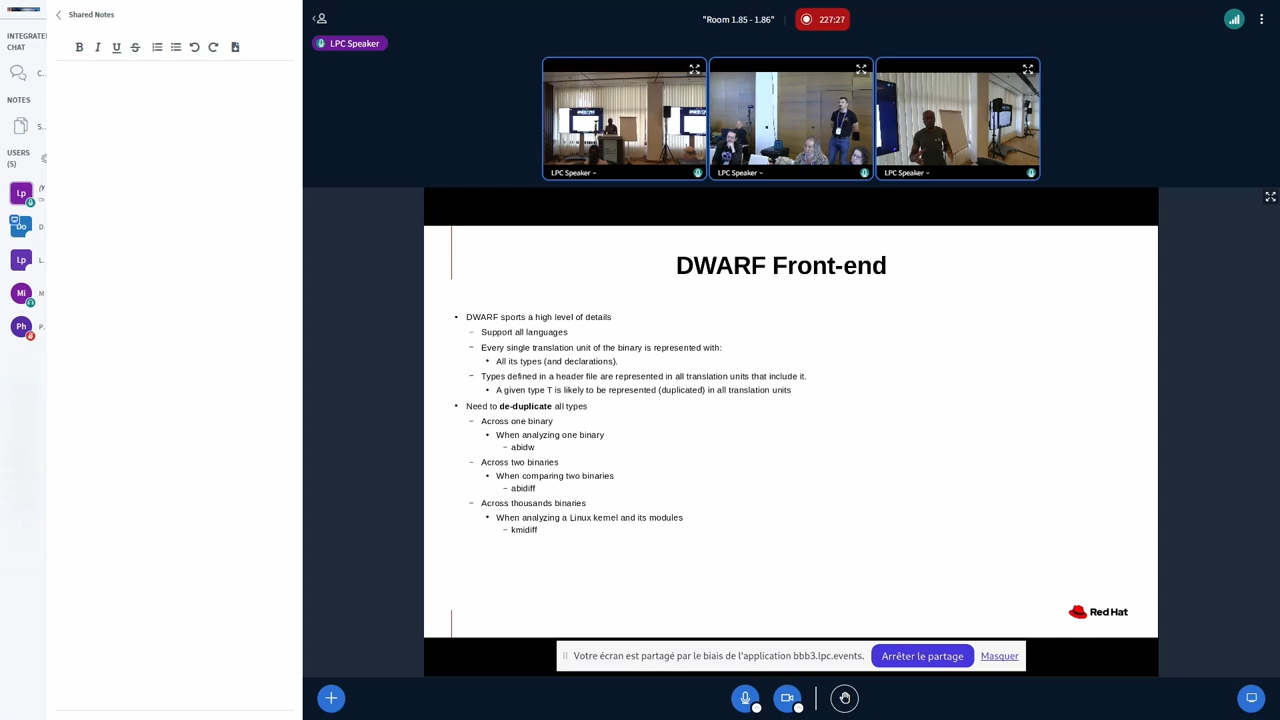 Shared Notes
INTEGRATE
CHAT
C..
NOTES
S..
USERS
(5)
Lp
Do
D.
Lp
L.
Mi
M
Ph
P.
B I U S
"Room 1.85 - 1.86"
227:27
LPC Speaker
LPC Speaker
LPC Speaker
LPC Speaker
DWARF Front-end
• DWARF sports a high level of details
– Support all languages
– Every single translation unit of the binary is represented with:
• All its types (and declarations).
– Types defined in a header file are represented in all translation units that include it.
• A given type T is likely to be represented (duplicated) in all translation units
• Need to de-duplicate all types
– Across one binary
• When analyzing one binary
– abidw
– Across two binaries
• When comparing two binaries
– abidiff
– Across thousands binaries
• When analyzing a Linux kernel and its modules
– kmidiff
Red Hat
Votre écran est partagé par le biais de l'application bbb3.lpc.events.
Arrêter le partage
Masquer